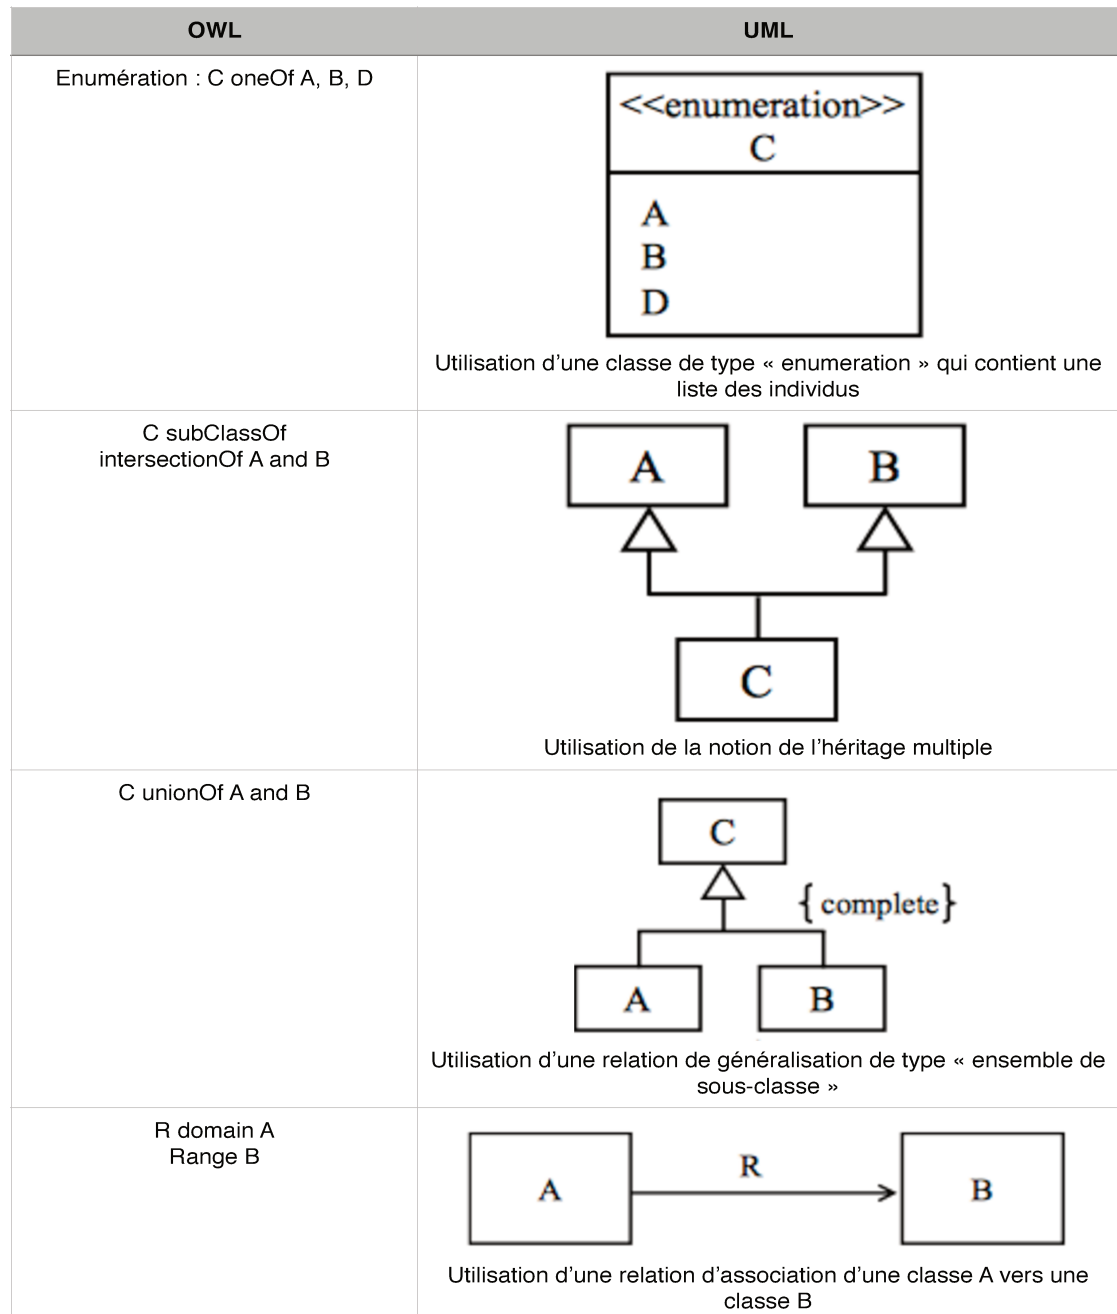 OWL
UML
Enumération : C oneOf A, B, D
<<enumeration>>
C
A
B
D
Utilisation d’une classe de type « enumeration » qui contient une
liste des individus
C subClassOf
intersectionOf A and B
A
B
C
Utilisation de la notion de l’héritage multiple
C unionOf A and B
C
{ complete }
A
B
Utilisation d’une relation de généralisation de type « ensemble de
sous-classe »
R domain A
Range B
A
R
B
Utilisation d’une relation d’association d’une classe A vers une
classe B